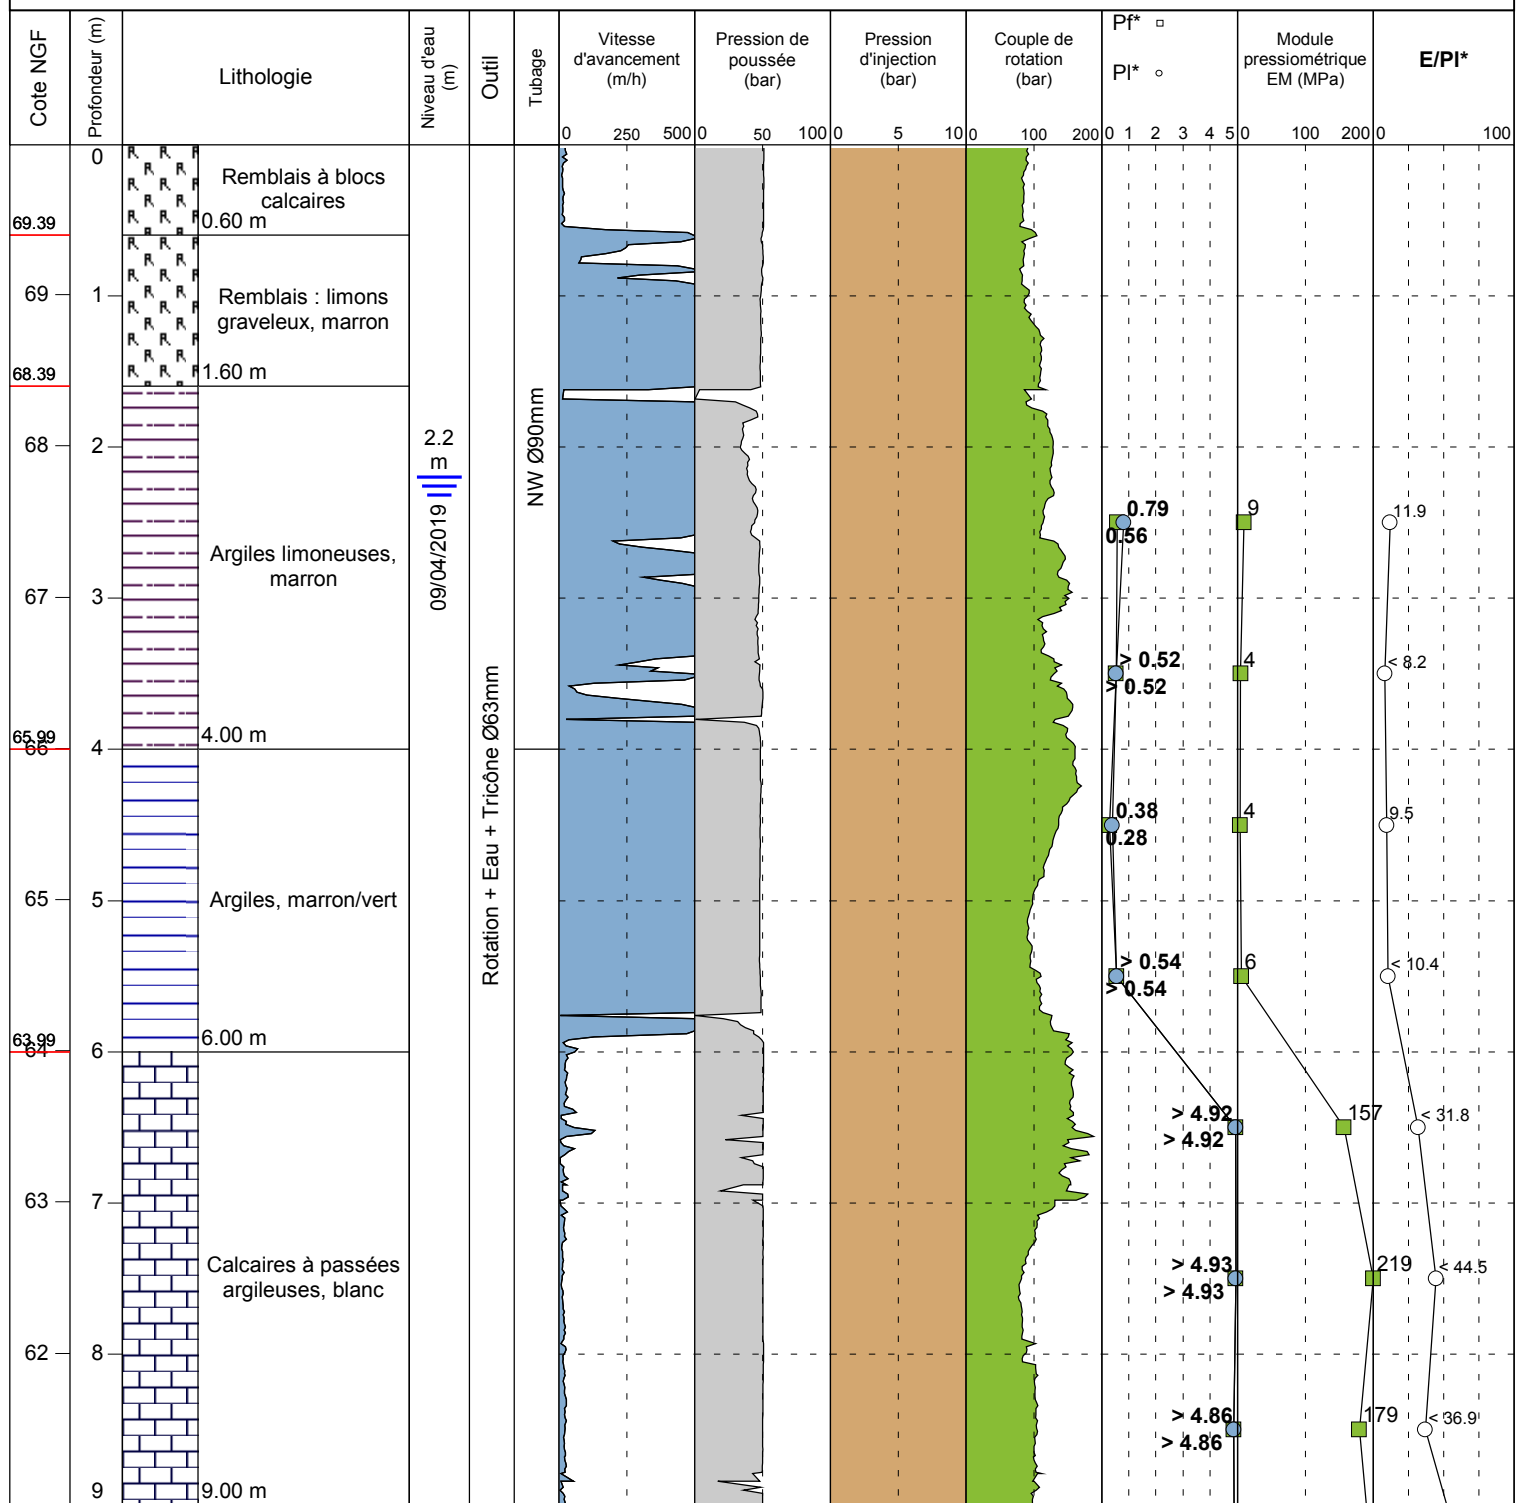 Cote NGF
Profondeur (m)
Lithologie
Niveau d'eau
(m)
Outil
Tubage
Vitesse
d'avancement
(m/h)
0 250 500
Pression de
poussée
(bar)
0 50 100
Pression
d'injection
(bar)
0 5 10
Couple de
rotation
(bar)
0 100 200
Pf*
Pl*
0 1 2 3 4 5
Module
pressiométrique
EM (MPa)
0 100 200
E/Pl*
0 100
0
Remblais à blocs
calcaires
0.60 m
69.39
69
1
Remblais : limons
graveleux, marron
1.60 m
68.39
68
2
2.2
m
09/04/2019
NW Ø90mm
Rotation + Eau + Tricône Ø63mm
0.79
0.56
9
11.9
Argiles limoneuses,
marron
67
3
> 0.52
> 0.52
4
< 8.2
4.00 m
65.99
66
4
0.38
0.28
4
9.5
Argiles, marron/vert
65
5
> 0.54
> 0.54
6
< 10.4
6.00 m
63.99
64
6
> 4.92
> 4.92
157
< 31.8
63
7
Calcaires à passées
argileuses, blanc
> 4.93
> 4.93
219
< 44.5
62
8
> 4.86
> 4.86
179
< 36.9
9
9.00 m